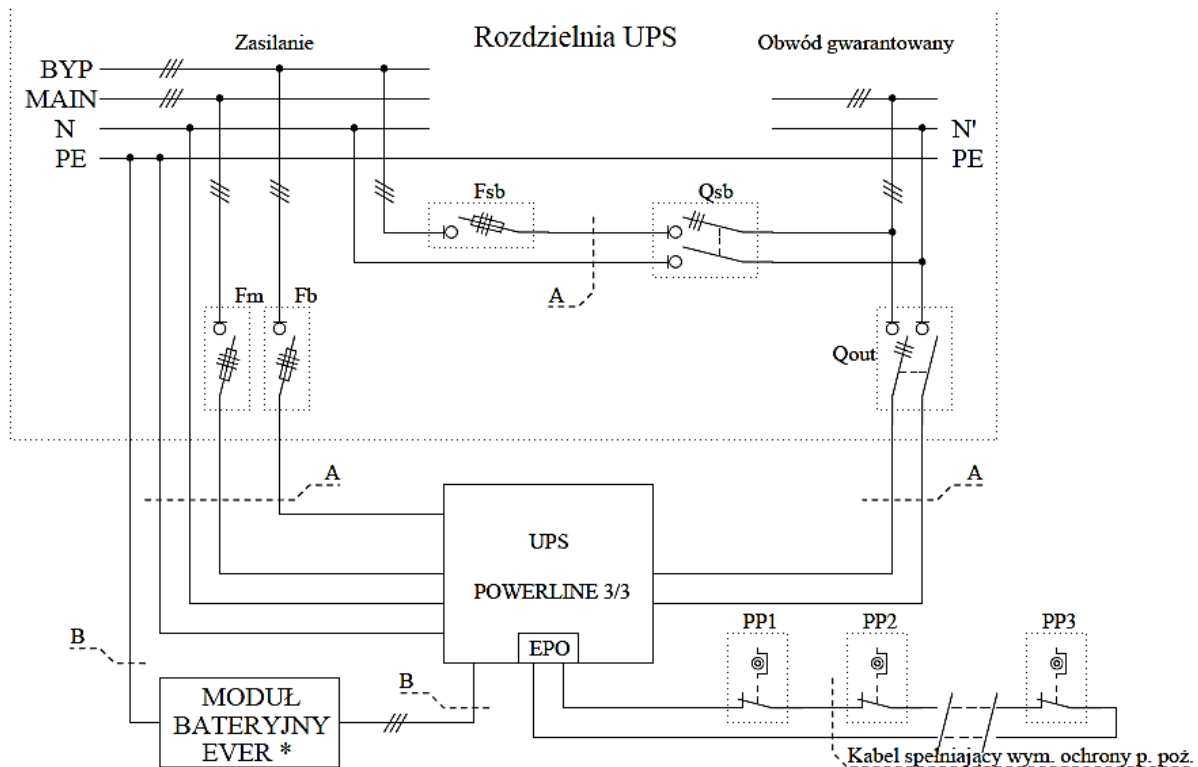 Zasilanie
Rozdzielnia UPS
Obwód gwarantowany
BYP
MAIN
N
N'
PE
PE
Fsb
Qsb
A
Fm
Fb
Qout
A
A
UPS
POWERLINE 3/3
EPO
PP1
PP2
PP3
B
B
MODUŁ
BATERYJNY
EVER *
Kabel spełniający wym. ochrony p. poż.